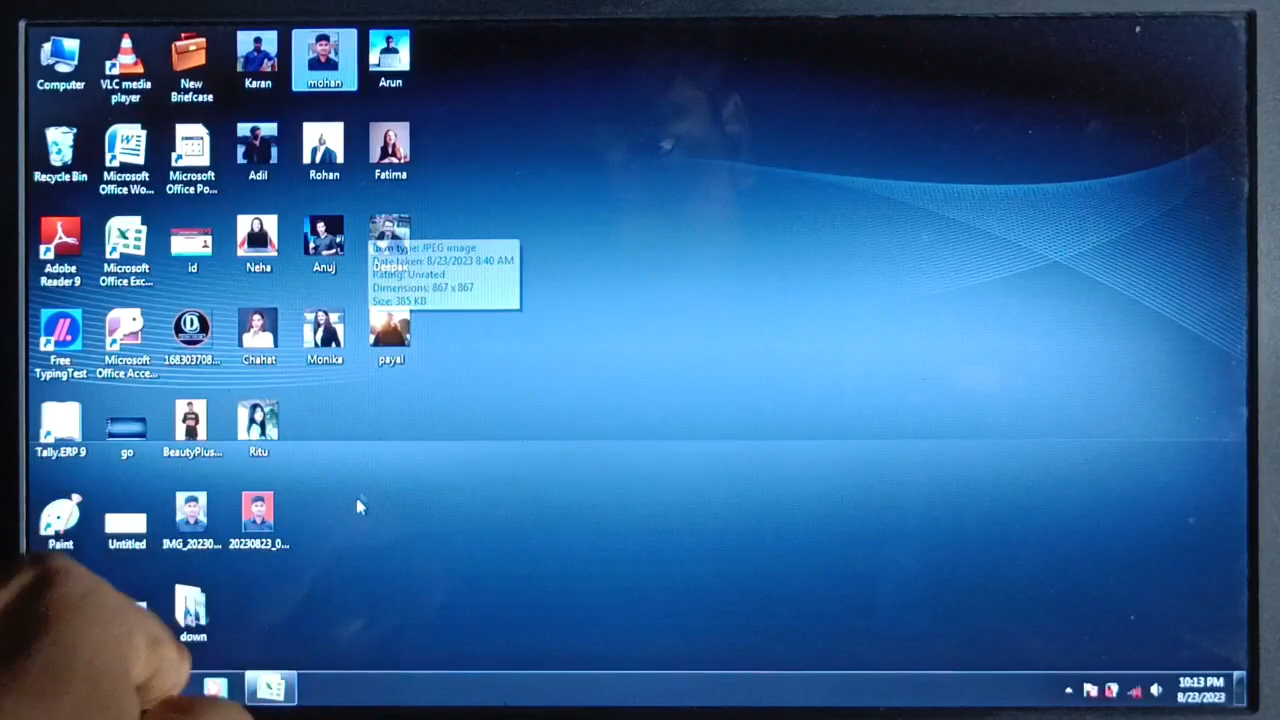 Computer
VLC media
player
New
Briefcase
Karan
mohan
Arun
Recycle Bin
Microsoft
Office Wo...
Microsoft
Office Po...
Adil
Rohan
Fatima
Adobe
Reader 9
Microsoft
Office Exc...
id
Neha
Anuj
Deepak
Item type: JPEG image
Date taken: 8/23/2023 8:40 AM
Rating: Unrated
Dimensions: 867 x 867
Size: 385 KB
Free
TypingTest
Microsoft
Office Acce...
168303708...
Chahat
Monika
payal
Tally.ERP 9
go
BeautyPlus...
Ritu
Paint
Untitled
IMG_20230...
20230823_0...
down
10:13 PM
8/23/2023